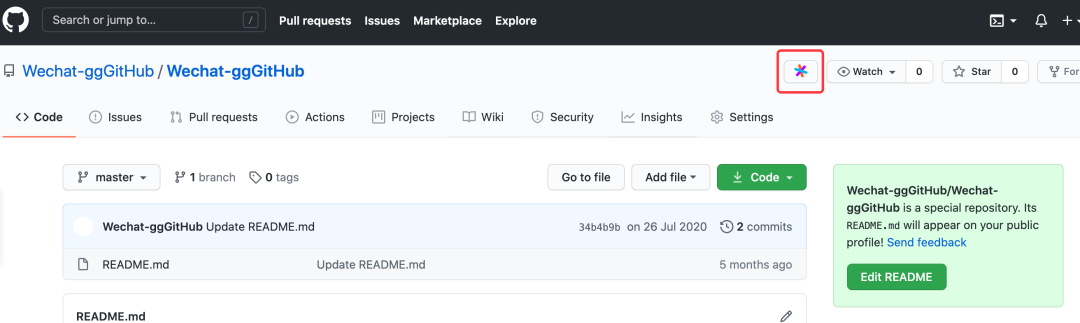 Search or jump to... /
Pull requests Issues Marketplace Explore
Wechat-ggGitHub / Wechat-ggGitHub
Watch 0 Star 0 For
Code Issues Pull requests Actions Projects Wiki Security Insights Settings
master 1 branch 0 tags Go to file Add file Code
Wechat-ggGitHub Update README.md 34b4b9b on 26 Jul 2020 2 commits
README.md Update README.md 5 months ago
README.md
Wechat-ggGitHub/Wechat-
ggGitHub is a special repository. Its
README.md will appear on your public
profile! Send feedback
Edit README